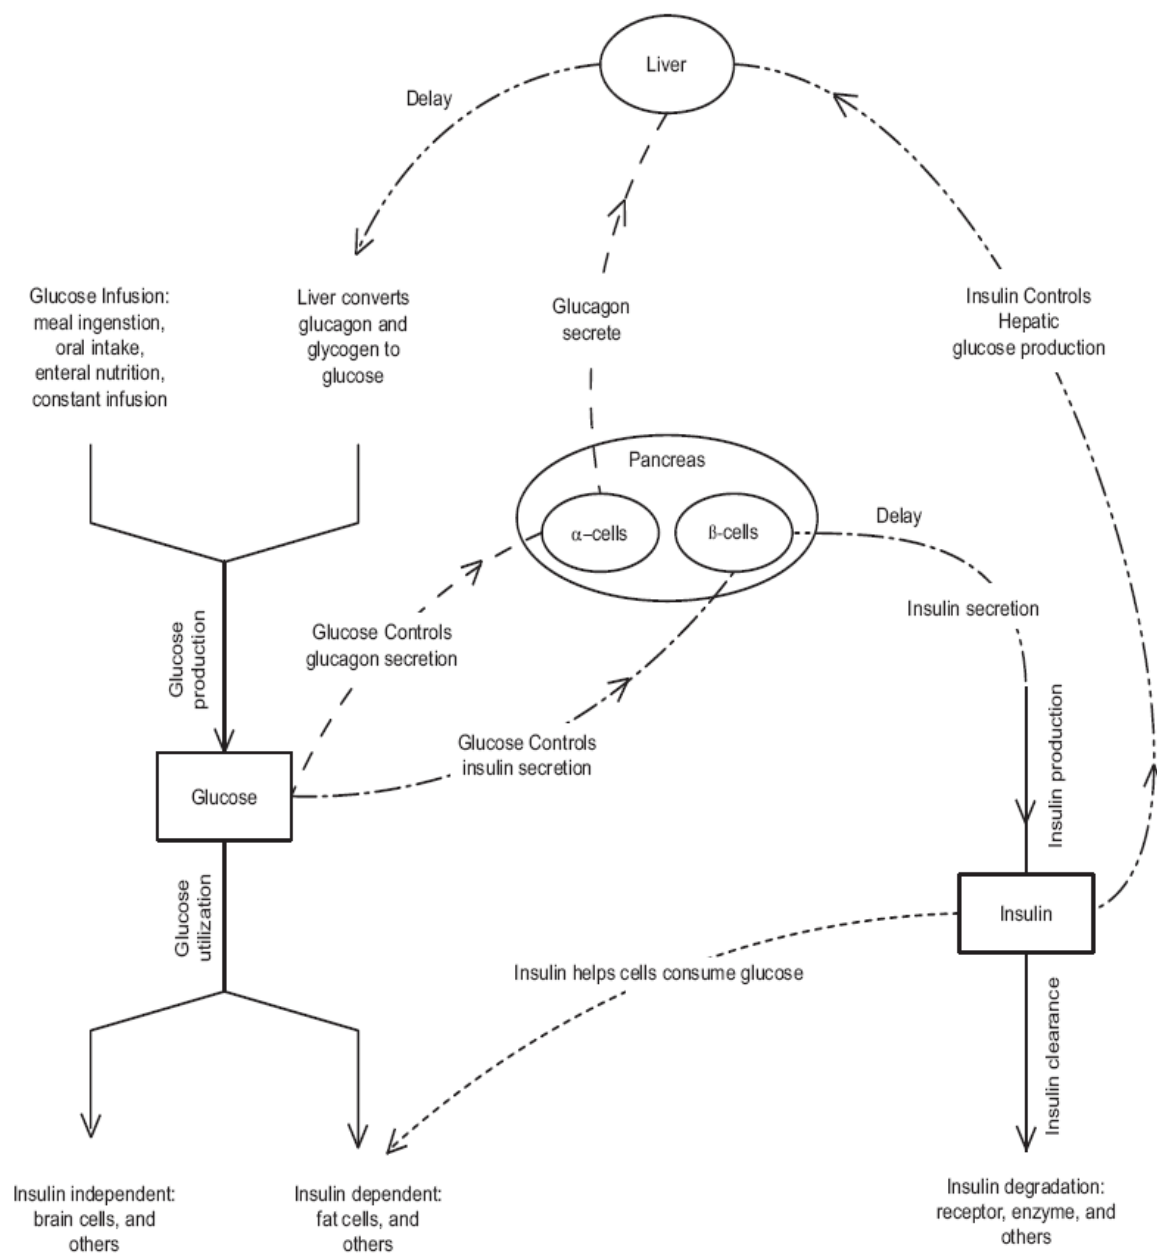 Liver
Delay
Glucose Infusion:
meal ingenstion,
oral intake,
enteral nutrition,
constant infusion
Liver converts
glucagon and
glycogen to
glucose
Glucagon
secrete
Insulin Controls
Hepatic
glucose production
Pancreas
α–cells
ß-cells
Delay
Insulin secretion
Glucose Controls
glucagon secretion
Glucose
production
Glucose Controls
insulin secretion
Insulin production
Glucose
Glucose
utilization
Insulin
Insulin helps cells consume glucose
Insulin clearance
Insulin independent:
brain cells, and
others
Insulin dependent:
fat cells, and
others
Insulin degradation:
receptor, enzyme, and
others